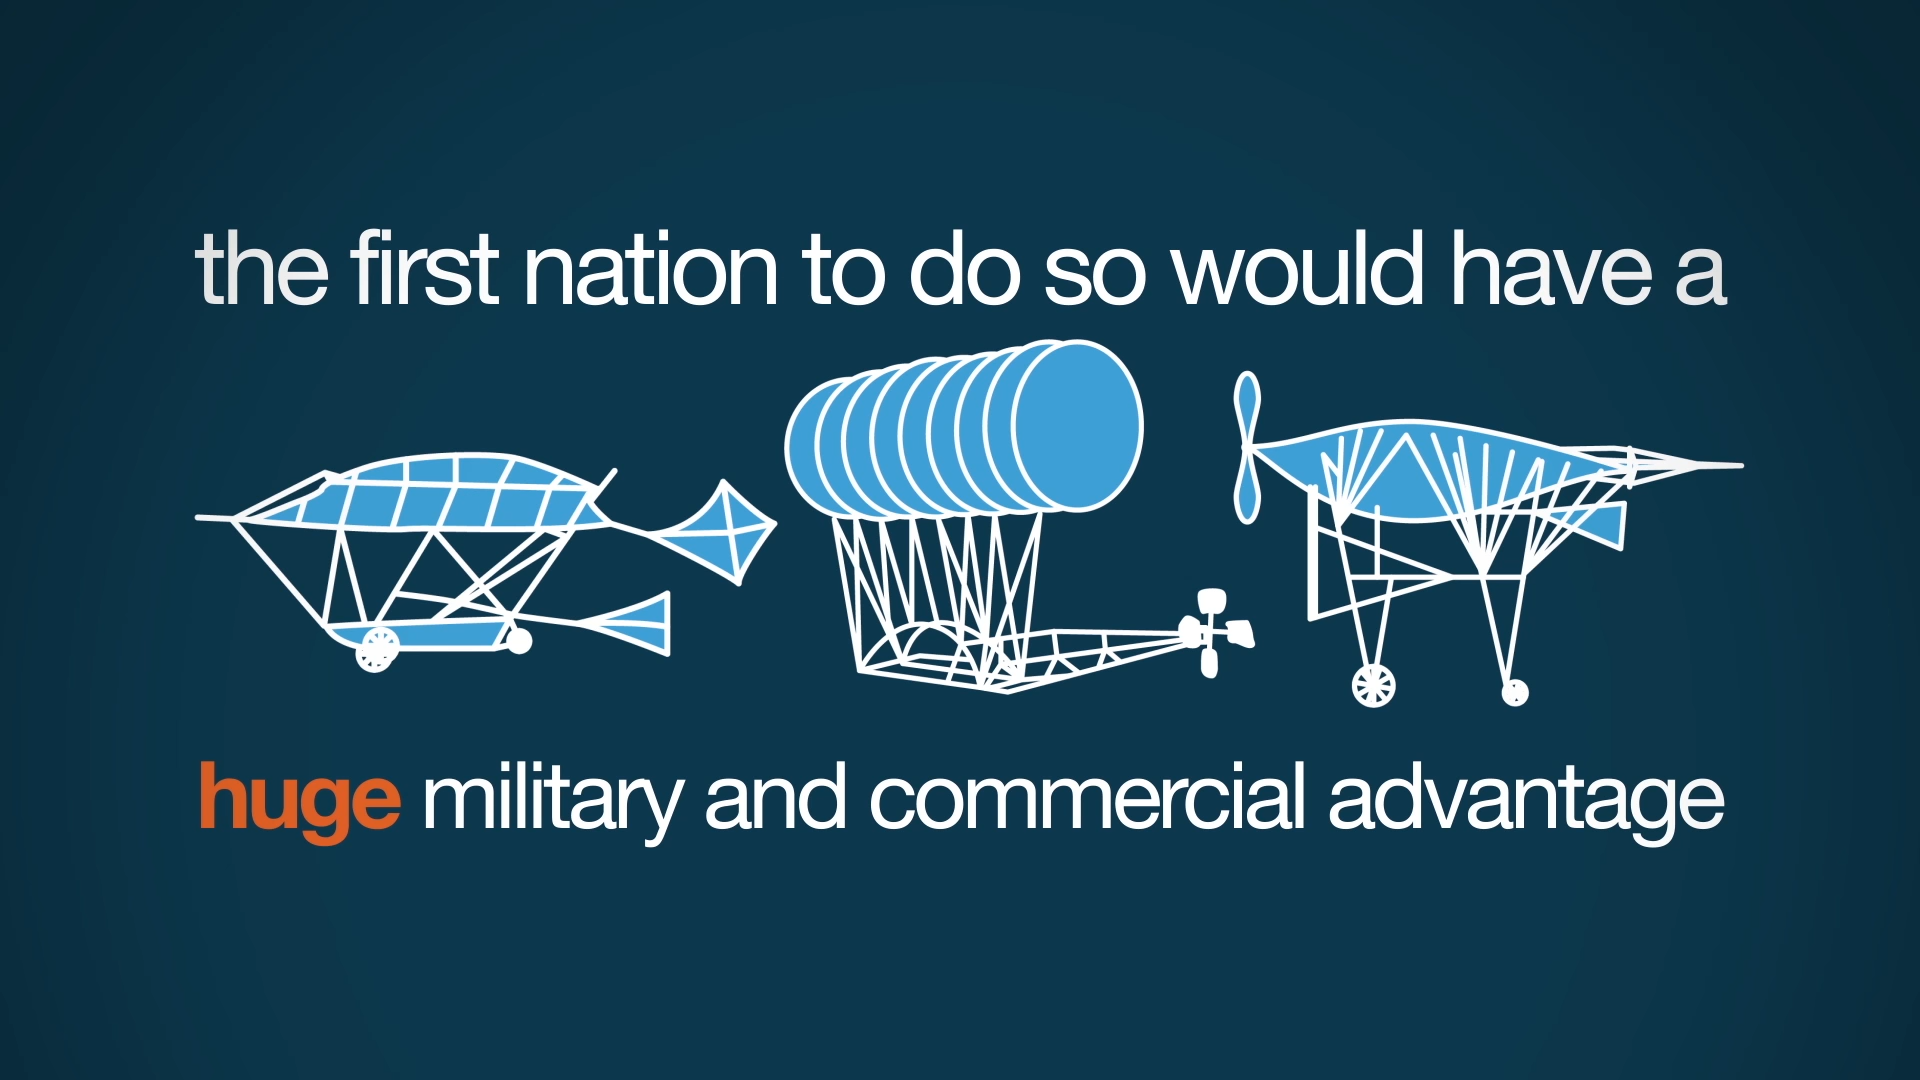 the first nation to do so would have a
huge military and commercial advantage